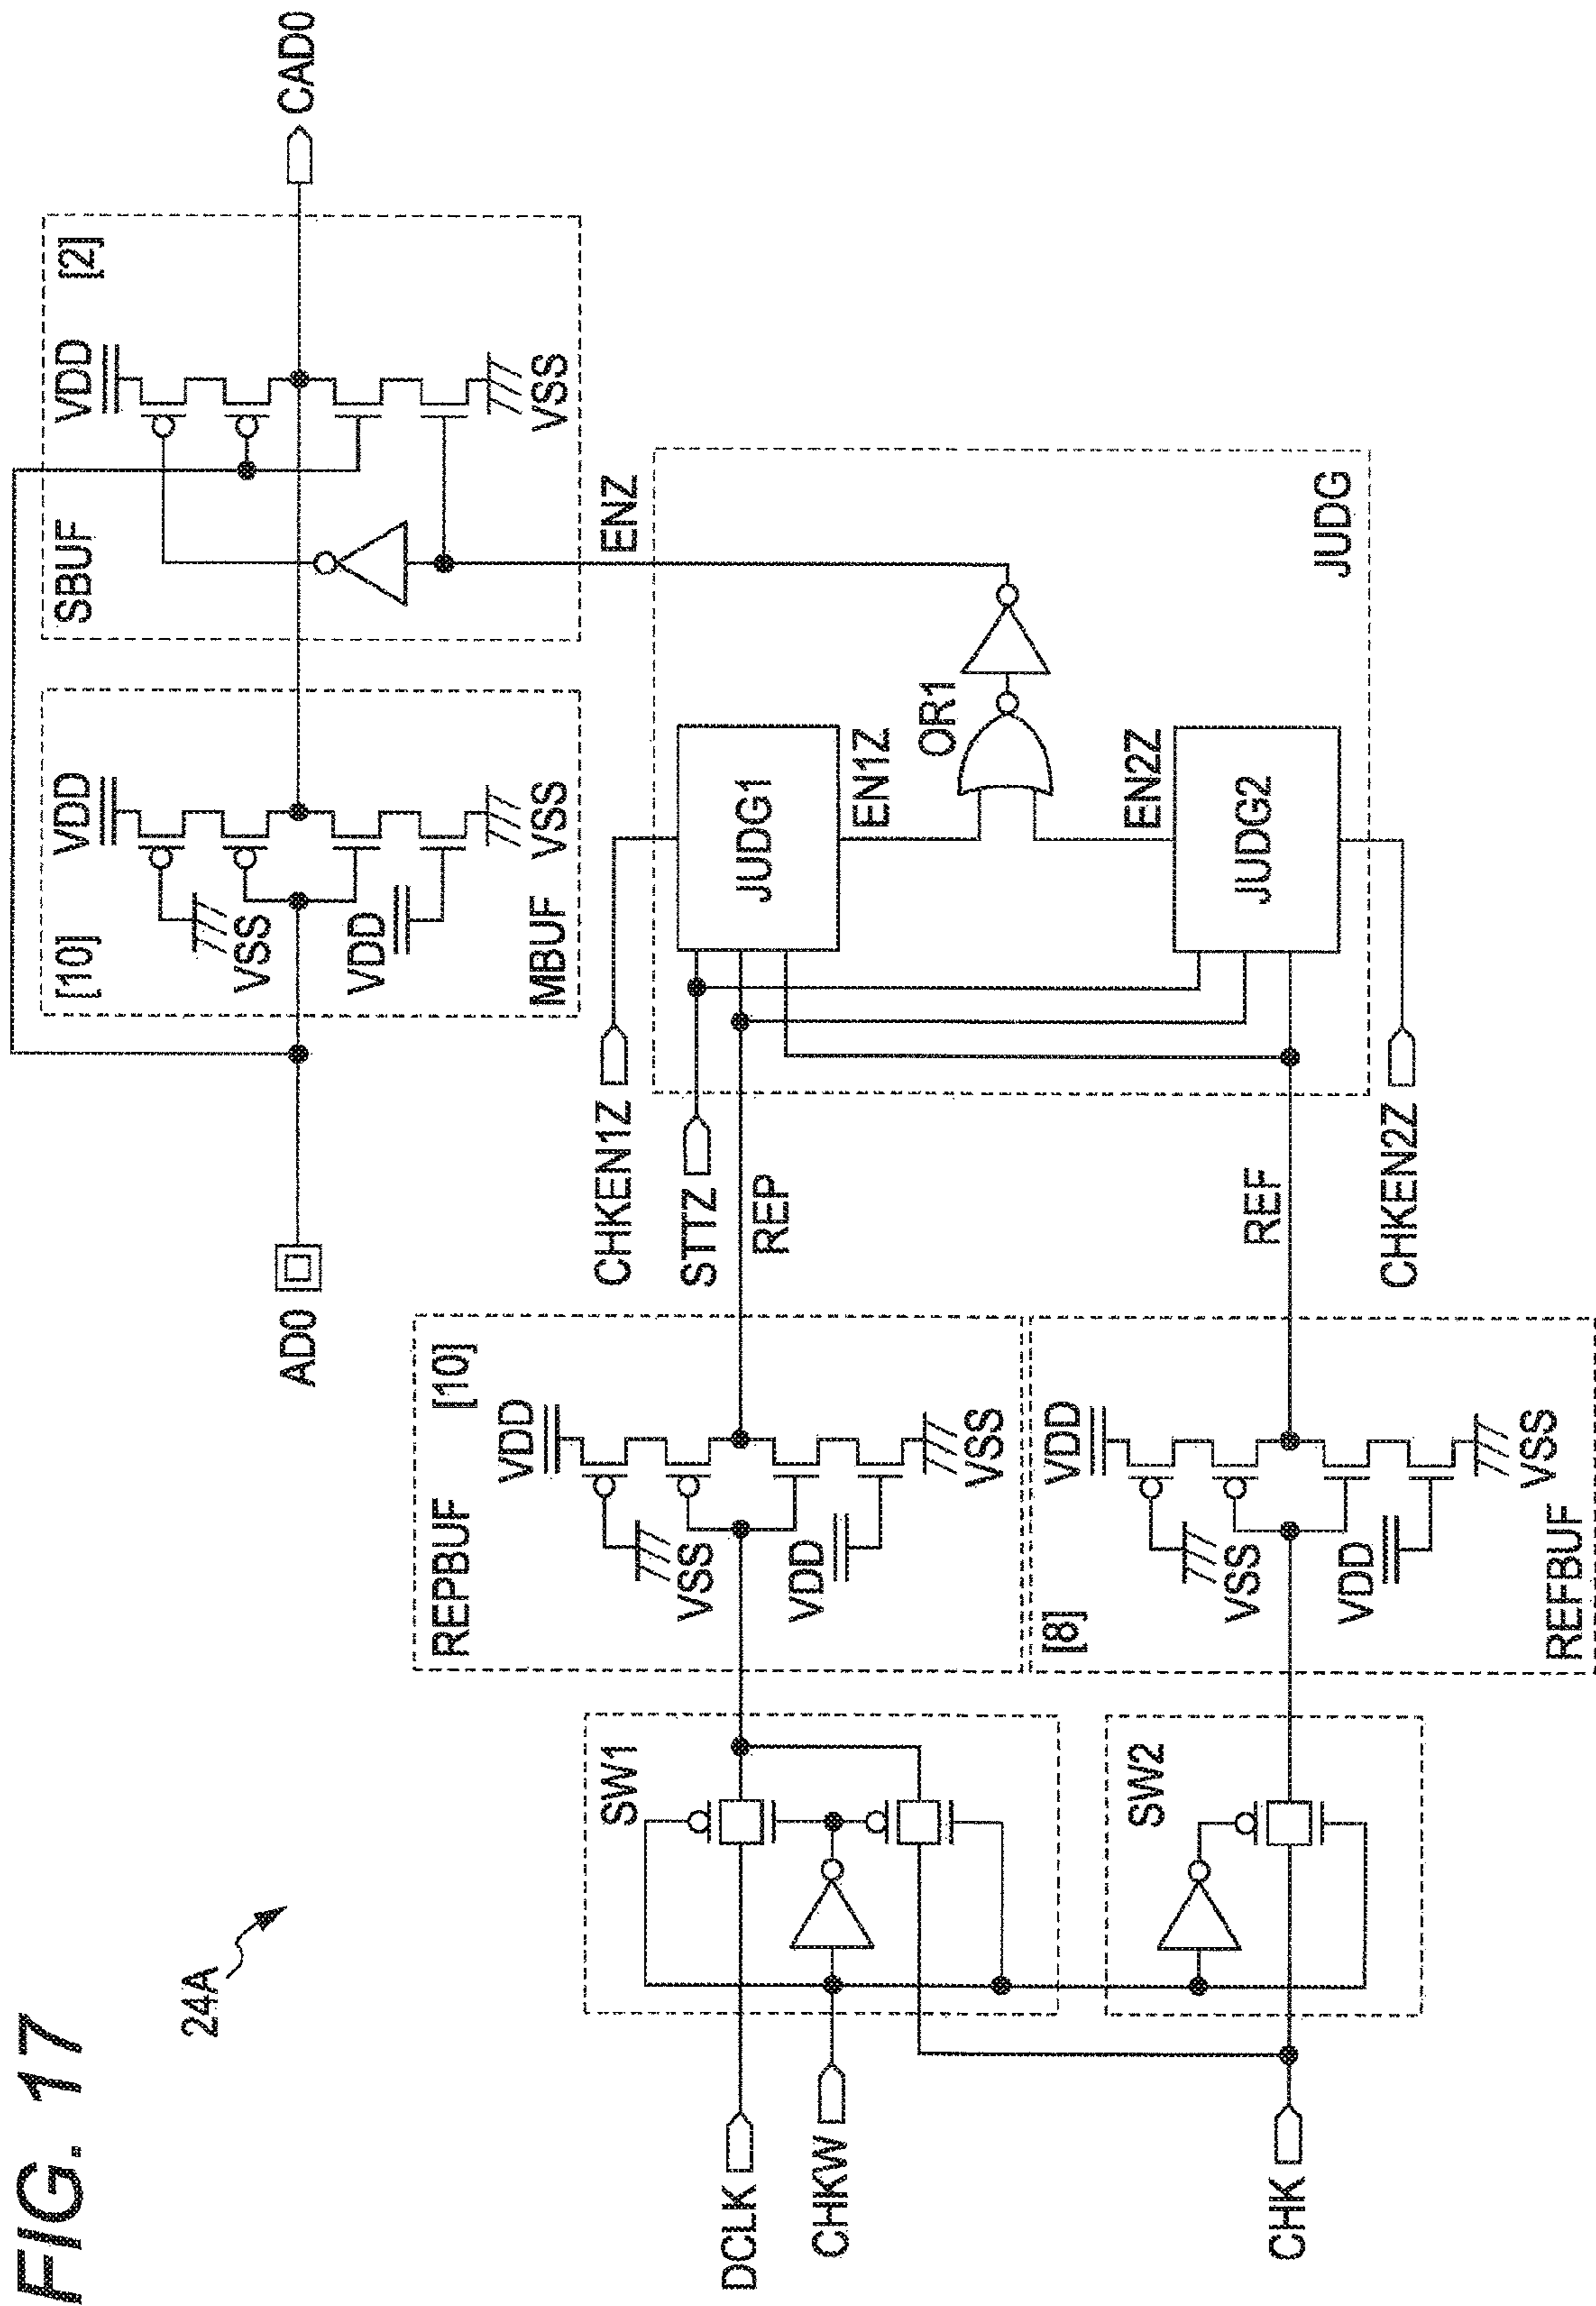 FIG. 17
24A
AD0
[10]
VDD
VSS
VDD
VSS
MBUF
SBUF
[2]
VDD
VSS
CAD0
ENZ
DCLK
CHKW
CHK
SW1
SW2
REPBUF
[10]
VDD
VSS
VDD
VSS
[8]
VDD
VSS
VDD
VSS
REFBUF
CHKEN1Z
STTZ
REP
REF
CHKEN2Z
JUDG1
EN1Z
OR1
EN2Z
JUDG2
JUDG